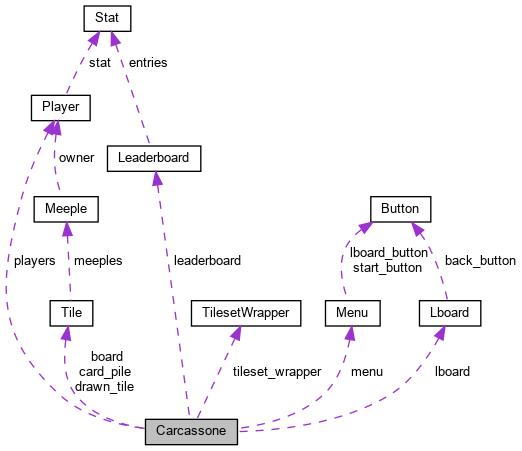 Stat
stat
entries
Player
owner
Leaderboard
Meeple
Button
players
meeples
leaderboard
lboard_button
start_button
back_button
Tile
TilesetWrapper
Menu
Lboard
board
card_pile
drawn_tile
tileset_wrapper
menu
lboard
Carcassone